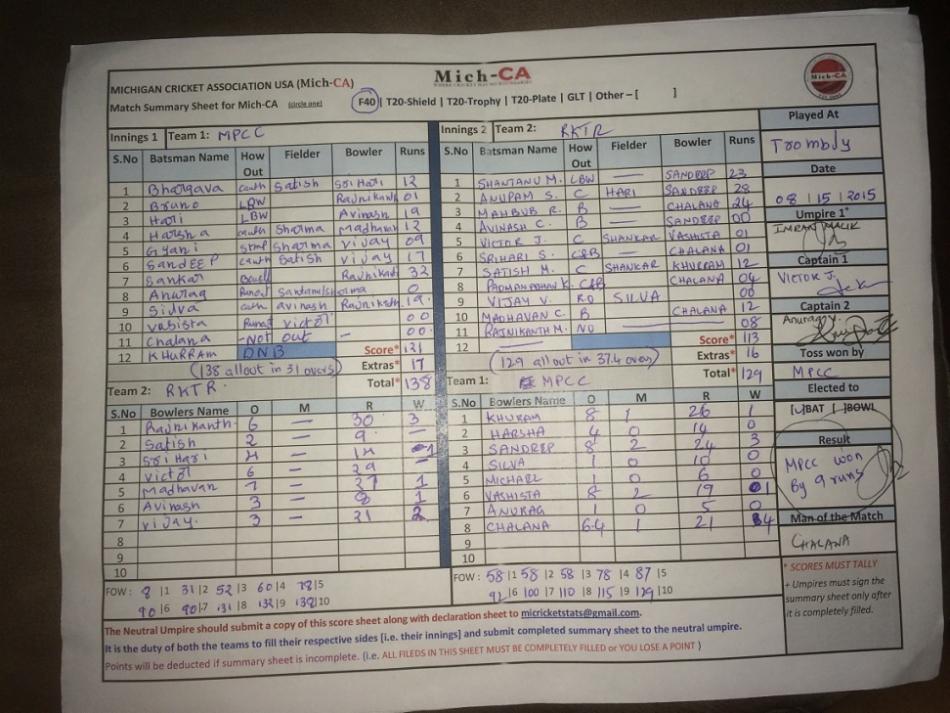 MICHIGAN CRICKET ASSOCIATION USA (Mich-CA)
Mich-CA
Mich-CA
Match Summary Sheet for Mich-CA (circle one) F40 | T20-Shield | T20-Trophy | T20-Plate | GLT | Other – [ ]
Innings 1 Team 1: MPCC
S.No Batsman Name How Out Fielder Bowler Runs
1 Bhargava Satish Sri Hari 12
2 Bruno LBW Rajnikanth 01
3 Hari LBW Avinash 19
4 Harsha Sharma Madhavan 12
5 Gyani Sharma Vijay 09
6 SandeeP Satish Vijay 17
7 Sankar 32
8 Anurag 0
9 Silva avinash 19
10 Vabista victor 00
11 Chalana -Not out - 00
12 KHURRAM DNB Score* 121
(138 allout in 31 overs) Extras* 17
Total* 138
Innings 2 Team 2: RKTR
S.No Batsman Name How Out Fielder Bowler Runs
1 SHANTANU M. LBW — SANDEEP 23
2 ANUPAM S. C HARI SANDEEP 28
3 MAHBUB R. B — CHALANA 24
4 AVINASH C. B — SANDEEP 00
5 VICTOR J. C SHANKAR VASHISTA 01
6 SRIHARI S. C&B — CHALANA 01
7 SATISH M. C SHANKAR KHURRAM 12
8 C&B CHALANA 04
9 VIJAY V. RO SILVA 00
10 MADHAVAN C. B CHALANA 12
11 RAJNIKANTH M. NO 08
12 — Score* 113
(129 all out in 37.4 overs) Extras* 16
Total* 129
Team 2: RKTR
S.No Bowlers Name O M R W
1 Rajnikanth 6 — 30 3
2 Satish 2 — 9 -
3 Sri Hari 4 — 14 1
4 Victor 6 — 29 —
5 Madhavan 7 — 27 1
6 Avinash 3 — 8 1
7 Vijay. 3 — 21 2
8
9
10
FOW: 8 |1 31|2 52|3 60|4 78|5
90|6 90|7 131|8 132|9 138|10
Team 1: MPCC
S.No Bowlers Name O M R W
1 KHURAM 8 1 26 1
2 HARSHA 4 0 14 0
3 SANDEEP 8 2 24 3
4 SILVA 1 0 10 0
5 MICHAEL 1 0 6 0
6 VASHISTA 8 2 19 1
7 ANURAG 1 0 5 0
8 CHALANA 6.4 1 21 4
9
10
FOW: 58|1 58|2 58|3 78|4 87|5
92|6 100|7 110|8 115|9 129|10
Played At
Trombly
Date
08 | 15 | 2015
Umpire 1*
IMRAN MALIK
Captain 1
VICTOR J.
Captain 2
Anurag
Toss won by
MPCC
Elected to
[✓]BAT [ ]BOWL
Result
MPCC won
By 9 runs
Man of the Match
CHALANA
* SCORES MUST TALLY
+ Umpires must sign the
summary sheet only after
it is completely filled.
The Neutral Umpire should submit a copy of this score sheet along with declaration sheet to micricketstats@gmail.com.
It is the duty of both the teams to fill their respective sides [i.e. their innings) and submit completed summary sheet to the neutral umpire.
Points will be deducted if summary sheet is incomplete. (i.e. ALL FILEDS IN THIS SHEET MUST BE COMPLETELY FILLED or YOU LOSE A POINT )